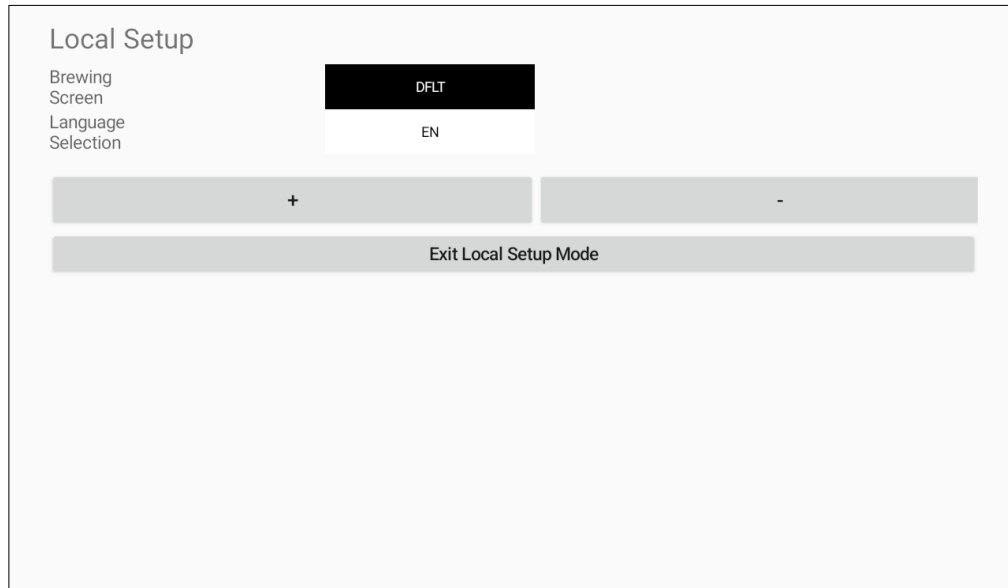 Local Setup
Brewing
Screen
DFLT
Language
Selection
EN
+
-
Exit Local Setup Mode